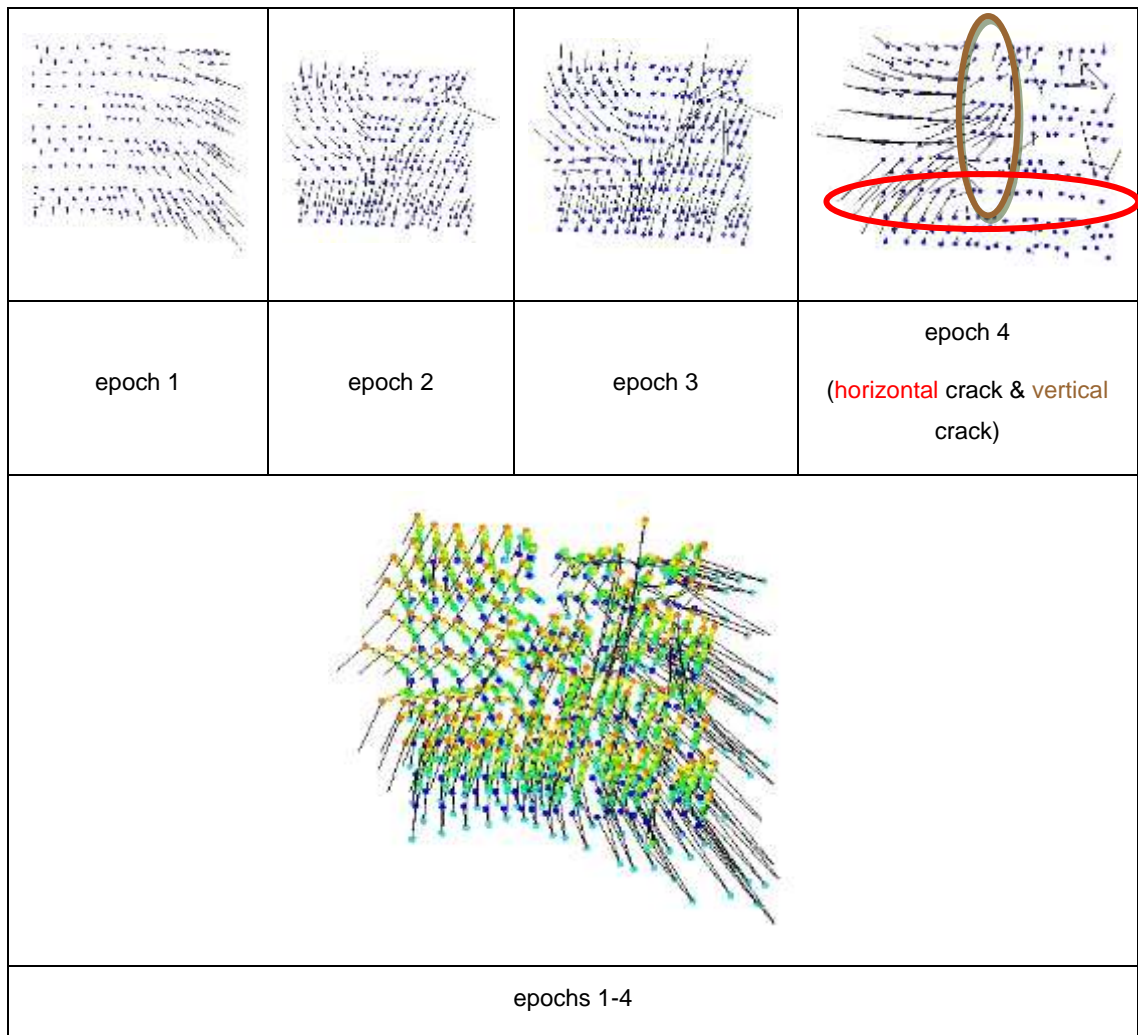 epoch 1
epoch 2
epoch 3
epoch 4
(horizontal crack & vertical
crack)
epochs 1-4